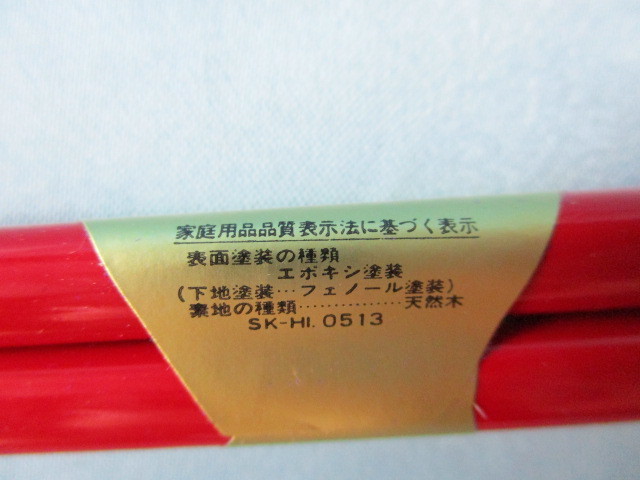 家庭用品品質表示法に基づく表示
表面塗装の種類
エポキシ塗装
(下地塗装…フェノール塗装)
素地の種類……………天然木
SK-HI. 0513